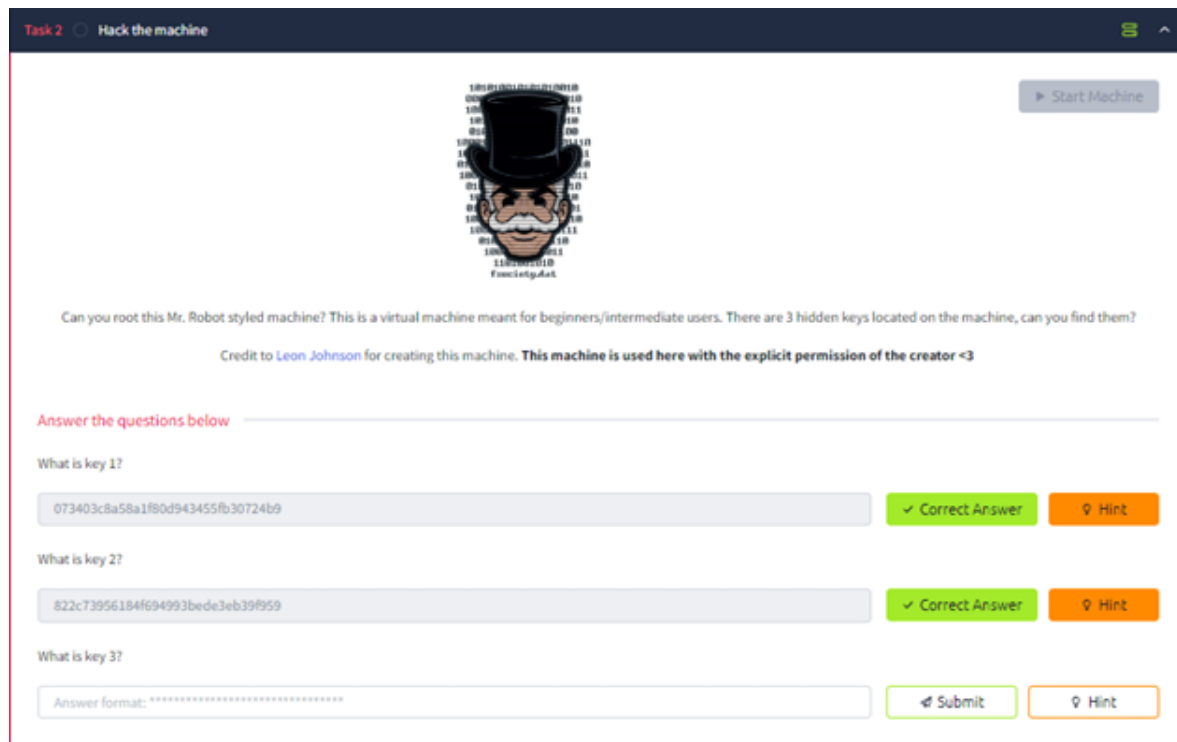 Task 2 Hack the machine
Start Machine
fsociety.dat
Can you root this Mr. Robot styled machine? This is a virtual machine meant for beginners/intermediate users. There are 3 hidden keys located on the machine, can you find them?
Credit to Leon Johnson for creating this machine. This machine is used here with the explicit permission of the creator <3
Answer the questions below
What is key 1?
073403c8a58a1f80d943455fb30724b9 Correct Answer Hint
What is key 2?
822c73956184f694993bede3eb39f959 Correct Answer Hint
What is key 3?
Answer format: ******************************** Submit Hint